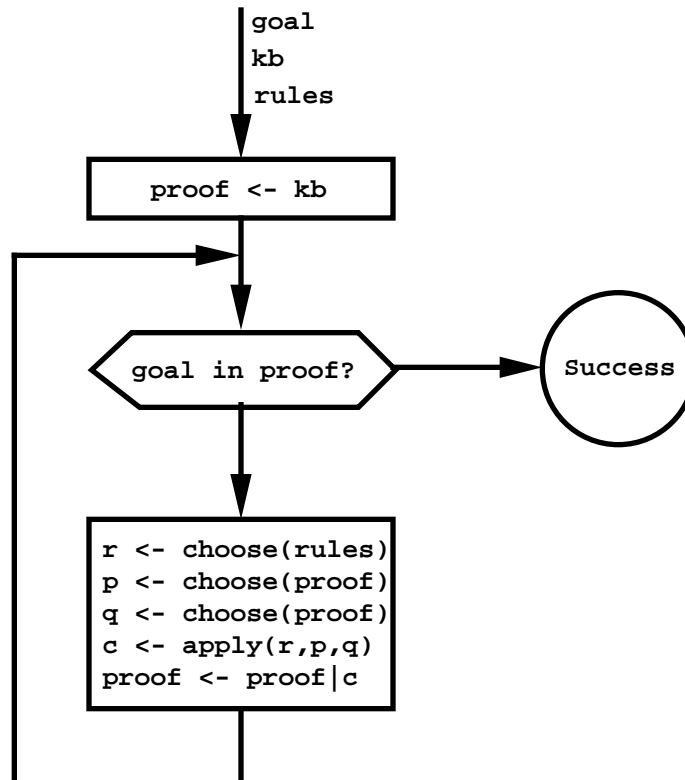 goal
kb
rules
proof <- kb
goal in proof?
Success
r <- choose(rules)
p <- choose(proof)
q <- choose(proof)
c <- apply(r,p,q)
proof <- proof|c